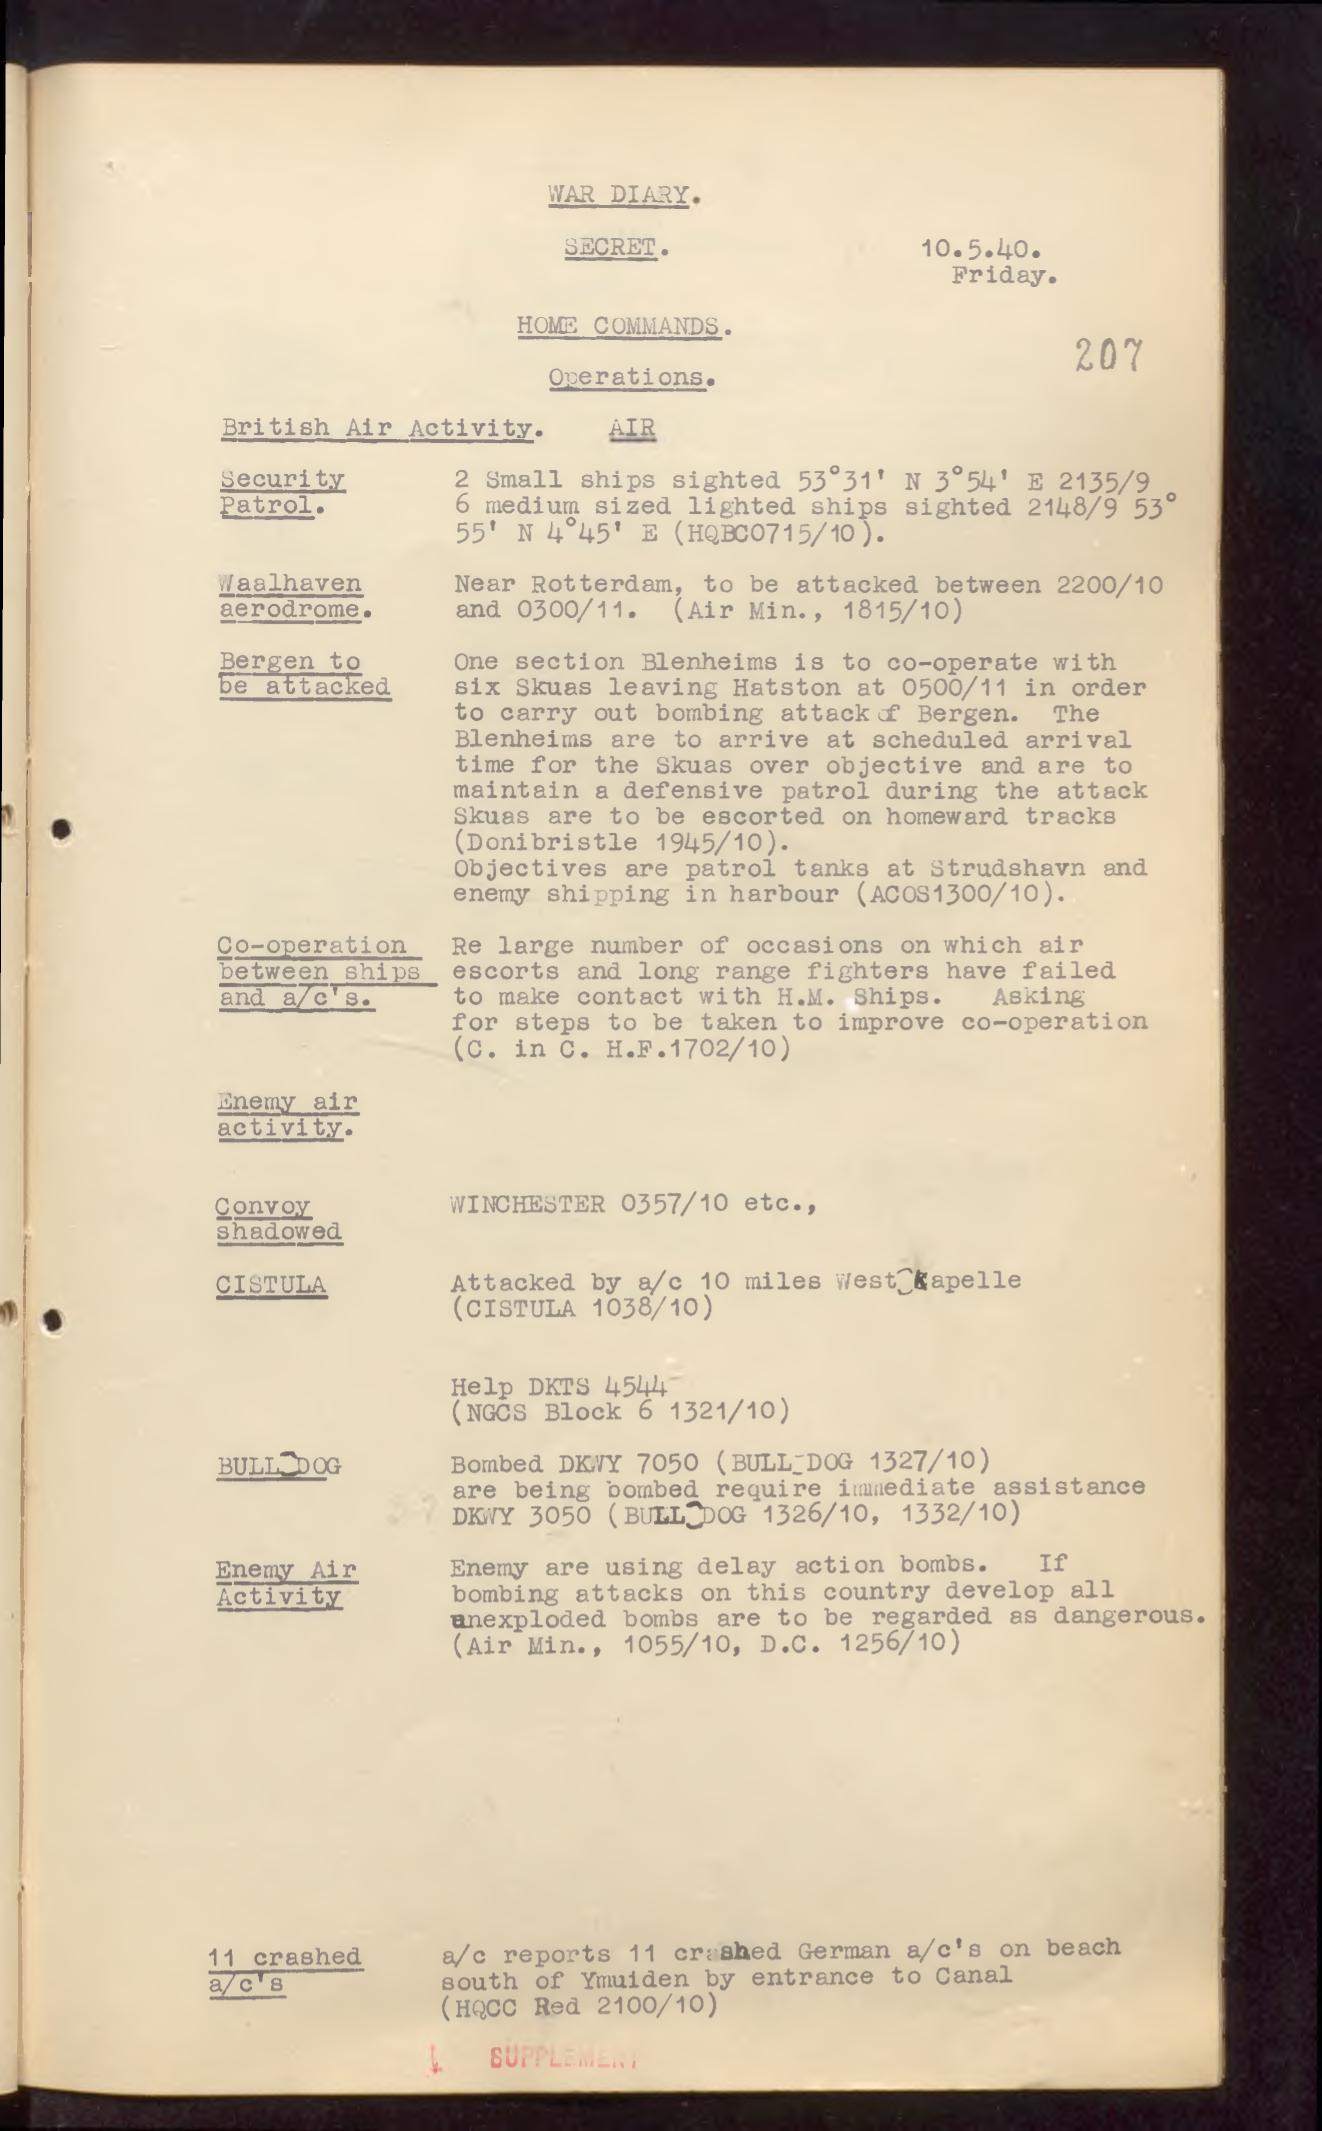 WAR DIARY.
SECRET.
10.5.40.
Friday.
HOME COMMANDS.
207
Operations.
British Air Activity. AIR
Security Patrol.
2 Small ships sighted 53°31' N 3°54' E 2135/9
6 medium sized lighted ships sighted 2148/9 53°
55' N 4°45' E (HQBC0715/10).
Waalhaven
aerodrome.
Near Rotterdam, to be attacked between 2200/10
and 0300/11. (Air Min., 1815/10)
Bergen to
be attacked
One section Blenheims is to co-operate with
six Skuas leaving Hatston at 0500/11 in order
to carry out bombing attack of Bergen. The
Blenheims are to arrive at scheduled arrival
time for the Skuas over objective and are to
maintain a defensive patrol during the attack
Skuas are to be escorted on homeward tracks
(Donibristle 1945/10).
Objectives are patrol tanks at Strudshavn and
enemy shipping in harbour (ACOS1300/10).
Co-operation
between ships
and a/c's.
Re large number of occasions on which air
escorts and long range fighters have failed
to make contact with H.M. Ships. Asking
for steps to be taken to improve co-operation
(C. in C. H.F.1702/10)
Enemy air
activity.
Convoy
shadowed
WINCHESTER 0357/10 etc.,
CISTULA
Attacked by a/c 10 miles West Kapelle
(CISTULA 1038/10)
Help DKTS 4544
(NGCS Block 6 1321/10)
BULL DOG
Bombed DKWY 7050 (BULL-DOG 1327/10)
are being bombed require immediate assistance
DKWY 3050 (BULL DOG 1326/10, 1332/10)
Enemy Air
Activity
Enemy are using delay action bombs. If
bombing attacks on this country develop all
unexploded bombs are to be regarded as dangerous.
(Air Min., 1055/10, D.C. 1256/10)
11 crashed
a/c's
a/c reports 11 crashed German a/c's on beach
south of Ymuiden by entrance to Canal
(HQCC Red 2100/10)
SUPPLEMENT